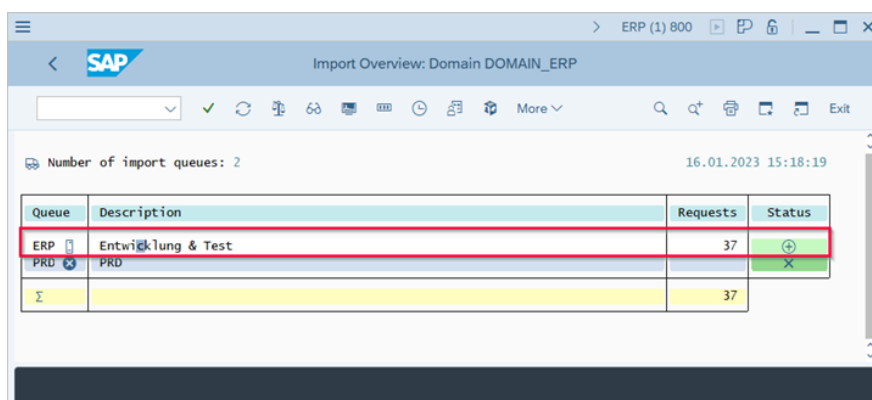 ERP (1) 800
SAP
Import Overview: Domain DOMAIN_ERP
More
Exit
Number of import queues: 2
16.01.2023 15:18:19
Queue Description Requests Status
ERP Entwicklung & Test 37
PRD PRD
Σ 37